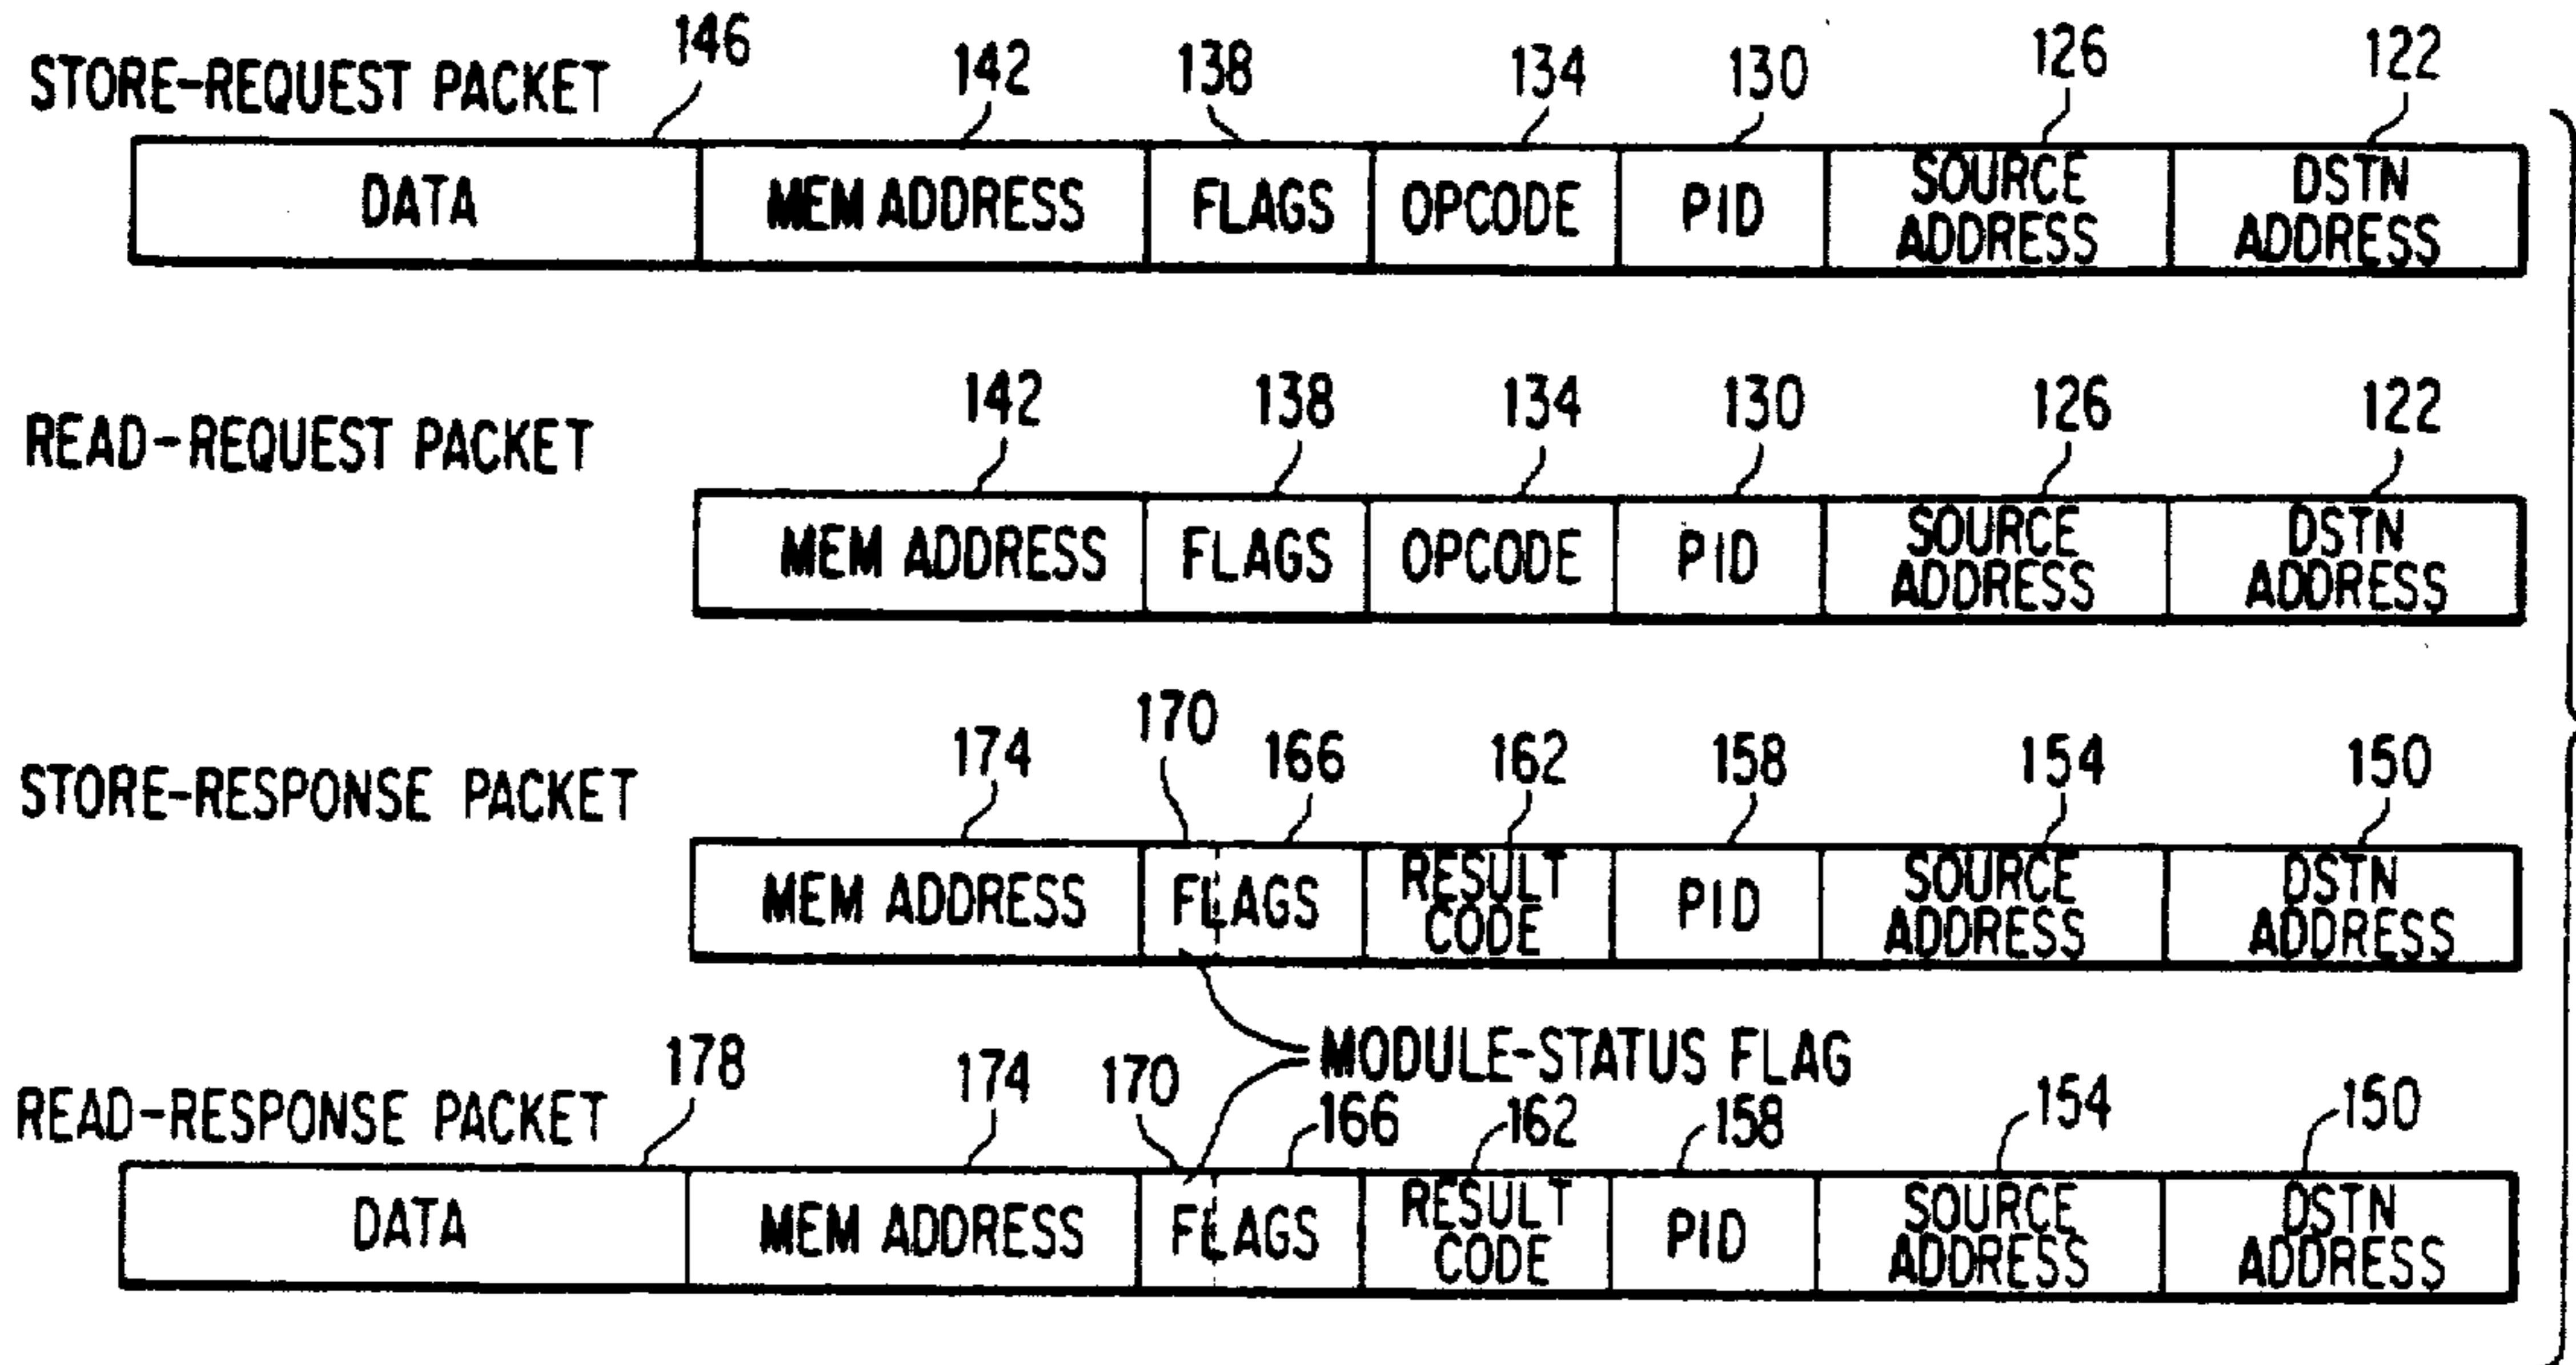 STORE-REQUEST PACKET
146 142 138 134 130 126 122
DATA MEM ADDRESS FLAGS OPCODE PID SOURCE ADDRESS DSTN ADDRESS
READ-REQUEST PACKET
142 138 134 130 126 122
MEM ADDRESS FLAGS OPCODE PID SOURCE ADDRESS DSTN ADDRESS
STORE-RESPONSE PACKET
174 170 166 162 158 154 150
MEM ADDRESS FLAGS RESULT CODE PID SOURCE ADDRESS DSTN ADDRESS
MODULE-STATUS FLAG
READ-RESPONSE PACKET
178 174 170 166 162 158 154 150
DATA MEM ADDRESS FLAGS RESULT CODE PID SOURCE ADDRESS DSTN ADDRESS